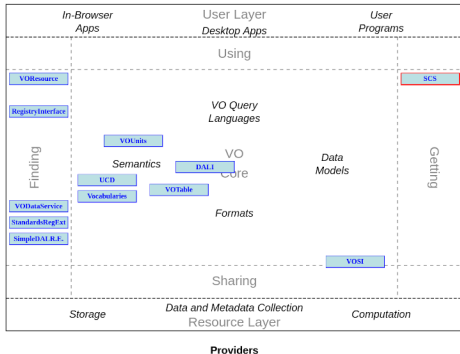 In-Browser
Apps
User Layer
Desktop Apps
User
Programs
Using
VOResource
SCS
RegistryInterface
VO Query
Languages
VOUnits
Finding
Semantics
DALI
VO
Core
Data
Models
Getting
UCD
VOTable
Vocabularies
VODataService
Formats
StandardsRegExt
SimpleDALR.E.
VOSI
Sharing
Storage
Data and Metadata Collection
Computation
Resource Layer
Providers